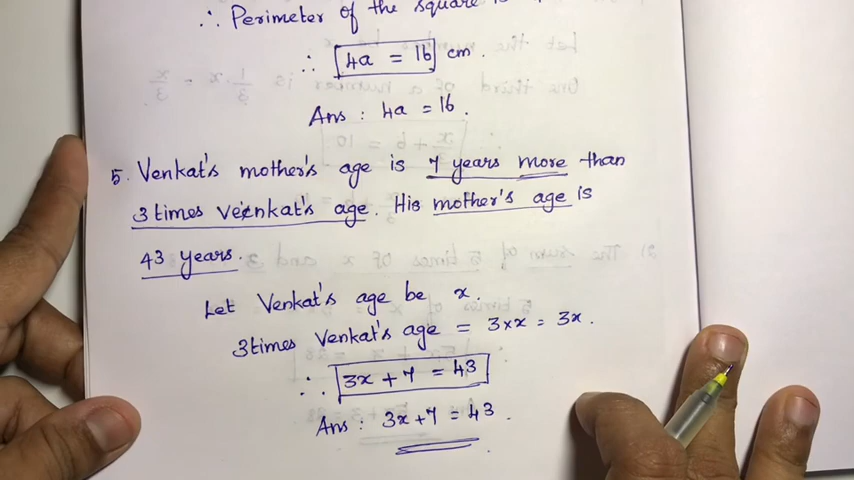 ∴ Perimeter of the square is
∴ 4a = 16 cm.
Ans : 4a = 16.
5. Venkat's mother's age is 7 years more than
3 times Venkat's age. His mother's age is
43 years.
Let Venkat's age be x.
3times Venkat's age = 3×x = 3x.
∴ 3x + 7 = 43
Ans : 3x+7 = 43.